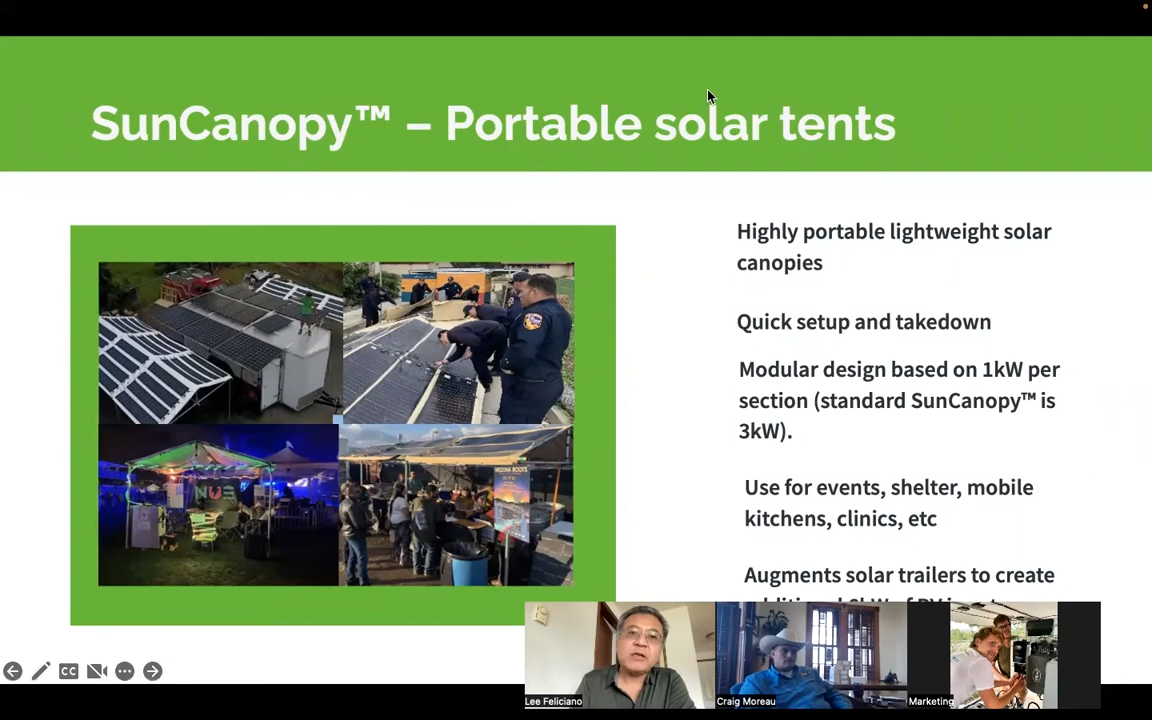 SunCanopy™ – Portable solar tents
Highly portable lightweight solar
canopies
Quick setup and takedown
Modular design based on 1kW per
section (standard SunCanopy™ is
3kW).
Use for events, shelter, mobile
kitchens, clinics, etc
Augments solar trailers to create
NUE
CC
Lee Feliciano
Craig Moreau
Marketing